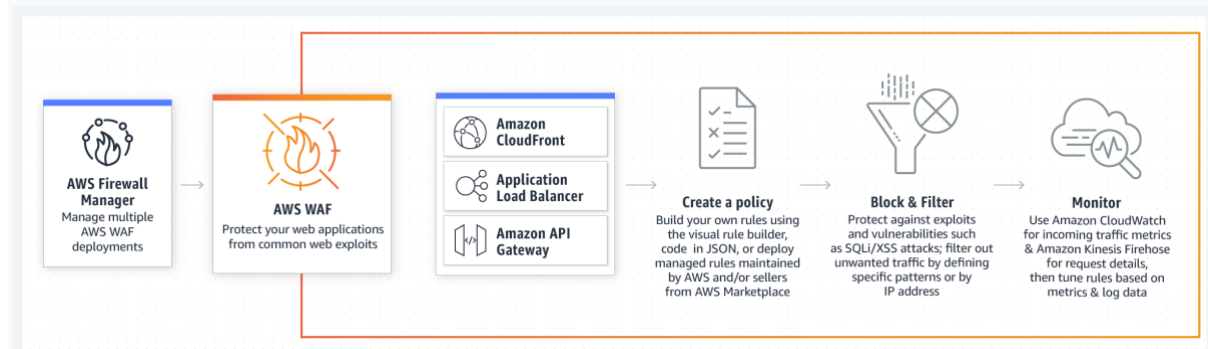 AWS Firewall
Manager
Manage multiple
AWS WAF
deployments
AWS WAF
Protect your web applications
from common web exploits
Amazon
CloudFront
Application
Load Balancer
Amazon API
Gateway
Create a policy
Build your own rules using
the visual rule builder,
code in JSON, or deploy
managed rules maintained
by AWS and/or sellers
from AWS Marketplace
Block & Filter
Protect against exploits
and vulnerabilities such
as SQLi/XSS attacks; filter out
unwanted traffic by defining
specific patterns or by
IP address
Monitor
Use Amazon CloudWatch
for incoming traffic metrics
& Amazon Kinesis Firehose
for request details,
then tune rules based on
metrics & log data